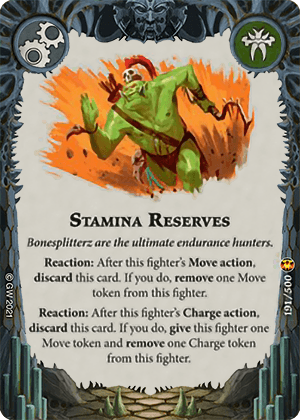 STAMINA RESERVES
Bonesplitterz are the ultimate endurance hunters.
Reaction: After this fighter's Move action,
discard this card. If you do, remove one Move
token from this fighter.
Reaction: After this fighter's Charge action,
discard this card. If you do, give this fighter one
Move token and remove one Charge token
from this fighter.
© GW 2021
191/500